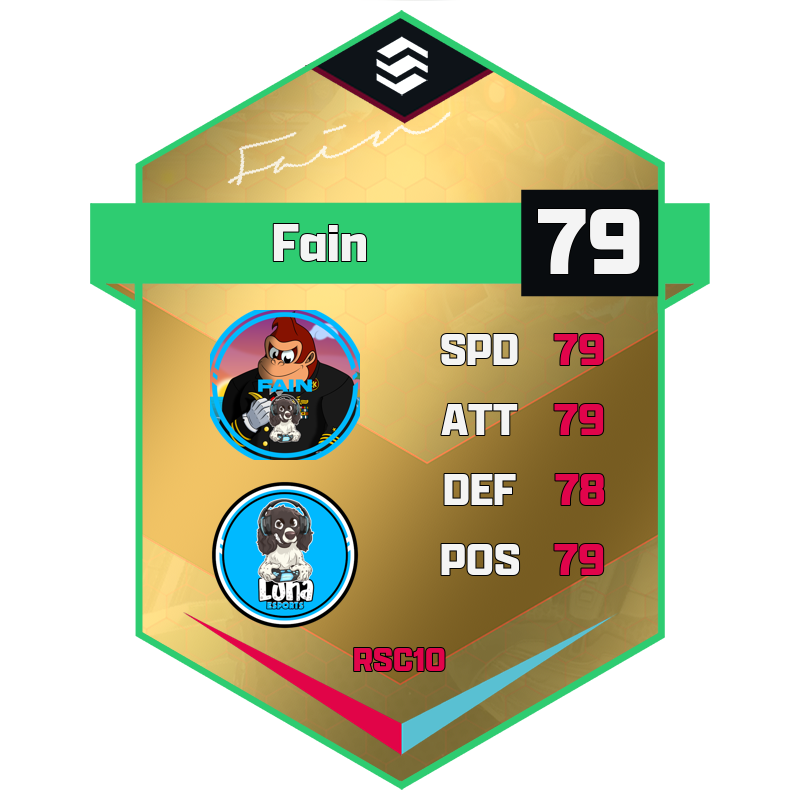 Fain
Fain
79
FAIN
SPD 79
ATT 79
DEF 78
POS 79
Luna
ESPORTS
RSC10